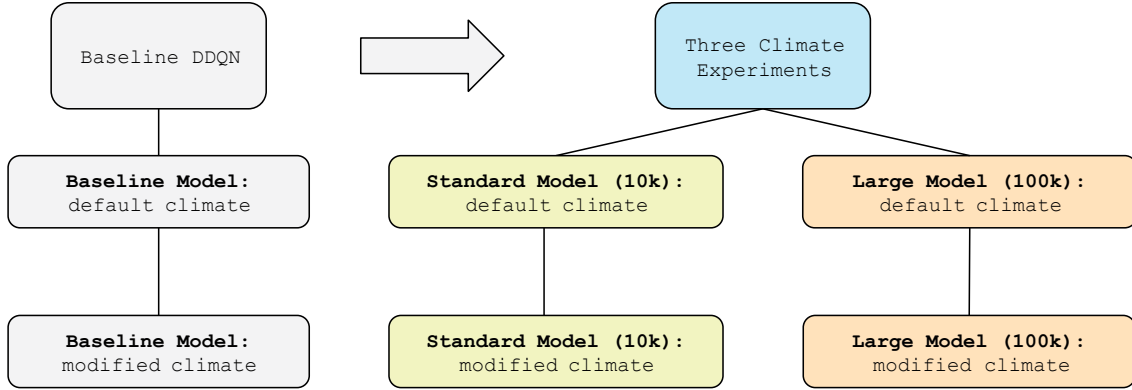 Baseline DDQN
Three Climate
Experiments
Baseline Model:
default climate
Standard Model (10k):
default climate
Large Model (100k):
default climate
Baseline Model:
modified climate
Standard Model (10k):
modified climate
Large Model (100k):
modified climate